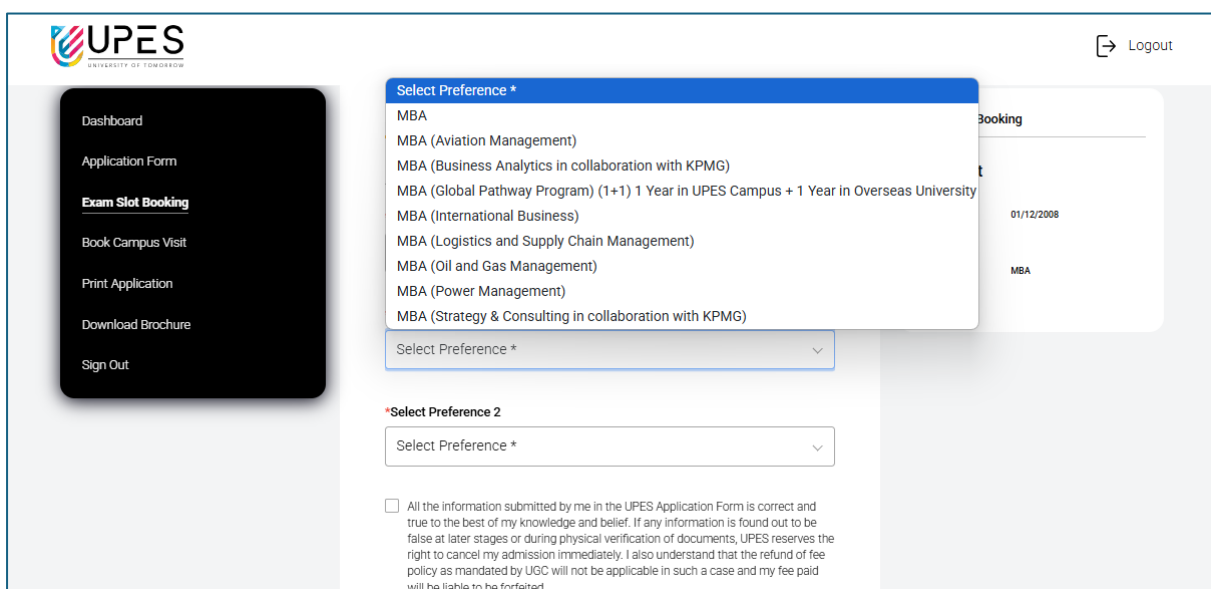 UPES
UNIVERSITY OF TOMORROW
Logout
Dashboard
Application Form
Exam Slot Booking
Book Campus Visit
Print Application
Download Brochure
Sign Out
Select Preference *
MBA
MBA (Aviation Management)
MBA (Business Analytics in collaboration with KPMG)
MBA (Global Pathway Program) (1+1) 1 Year in UPES Campus + 1 Year in Overseas University
MBA (International Business)
MBA (Logistics and Supply Chain Management)
MBA (Oil and Gas Management)
MBA (Power Management)
MBA (Strategy & Consulting in collaboration with KPMG)
Select Preference *
*Select Preference 2
Select Preference *
All the information submitted by me in the UPES Application Form is correct and
true to the best of my knowledge and belief. If any information is found out to be
false at later stages or during physical verification of documents, UPES reserves the
right to cancel my admission immediately. I also understand that the refund of fee
policy as mandated by UGC will not be applicable in such a case and my fee paid
will be liable to be forfeited
Booking
t
01/12/2008
MBA